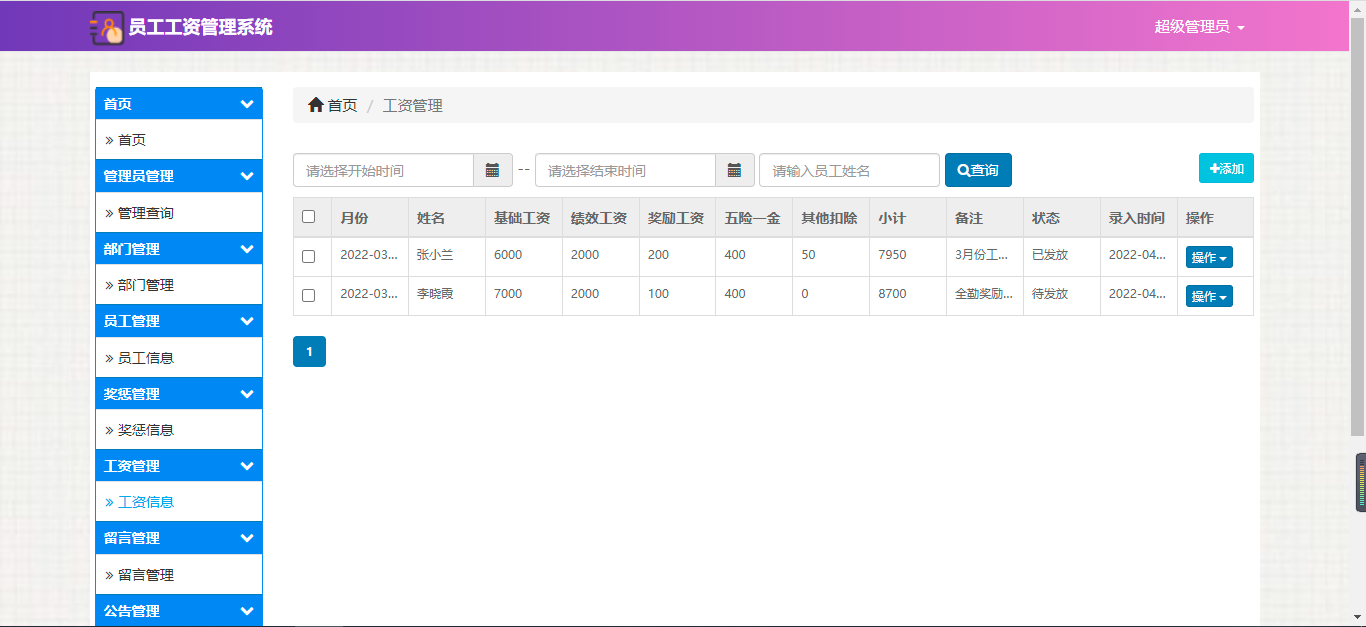 员工工资管理系统
超级管理员
首页
» 首页
管理员管理
» 管理查询
部门管理
» 部门管理
员工管理
» 员工信息
奖惩管理
» 奖惩信息
工资管理
» 工资信息
留言管理
» 留言管理
公告管理
首页 / 工资管理
请选择开始时间 -- 请选择结束时间 请输入员工姓名 查询 +添加
月份 姓名 基础工资 绩效工资 奖励工资 五险一金 其他扣除 小计 备注 状态 录入时间 操作
2022-03... 张小兰 6000 2000 200 400 50 7950 3月份工... 已发放 2022-04... 操作
2022-03... 李晓霞 7000 2000 100 400 0 8700 全勤奖励... 待发放 2022-04... 操作
1